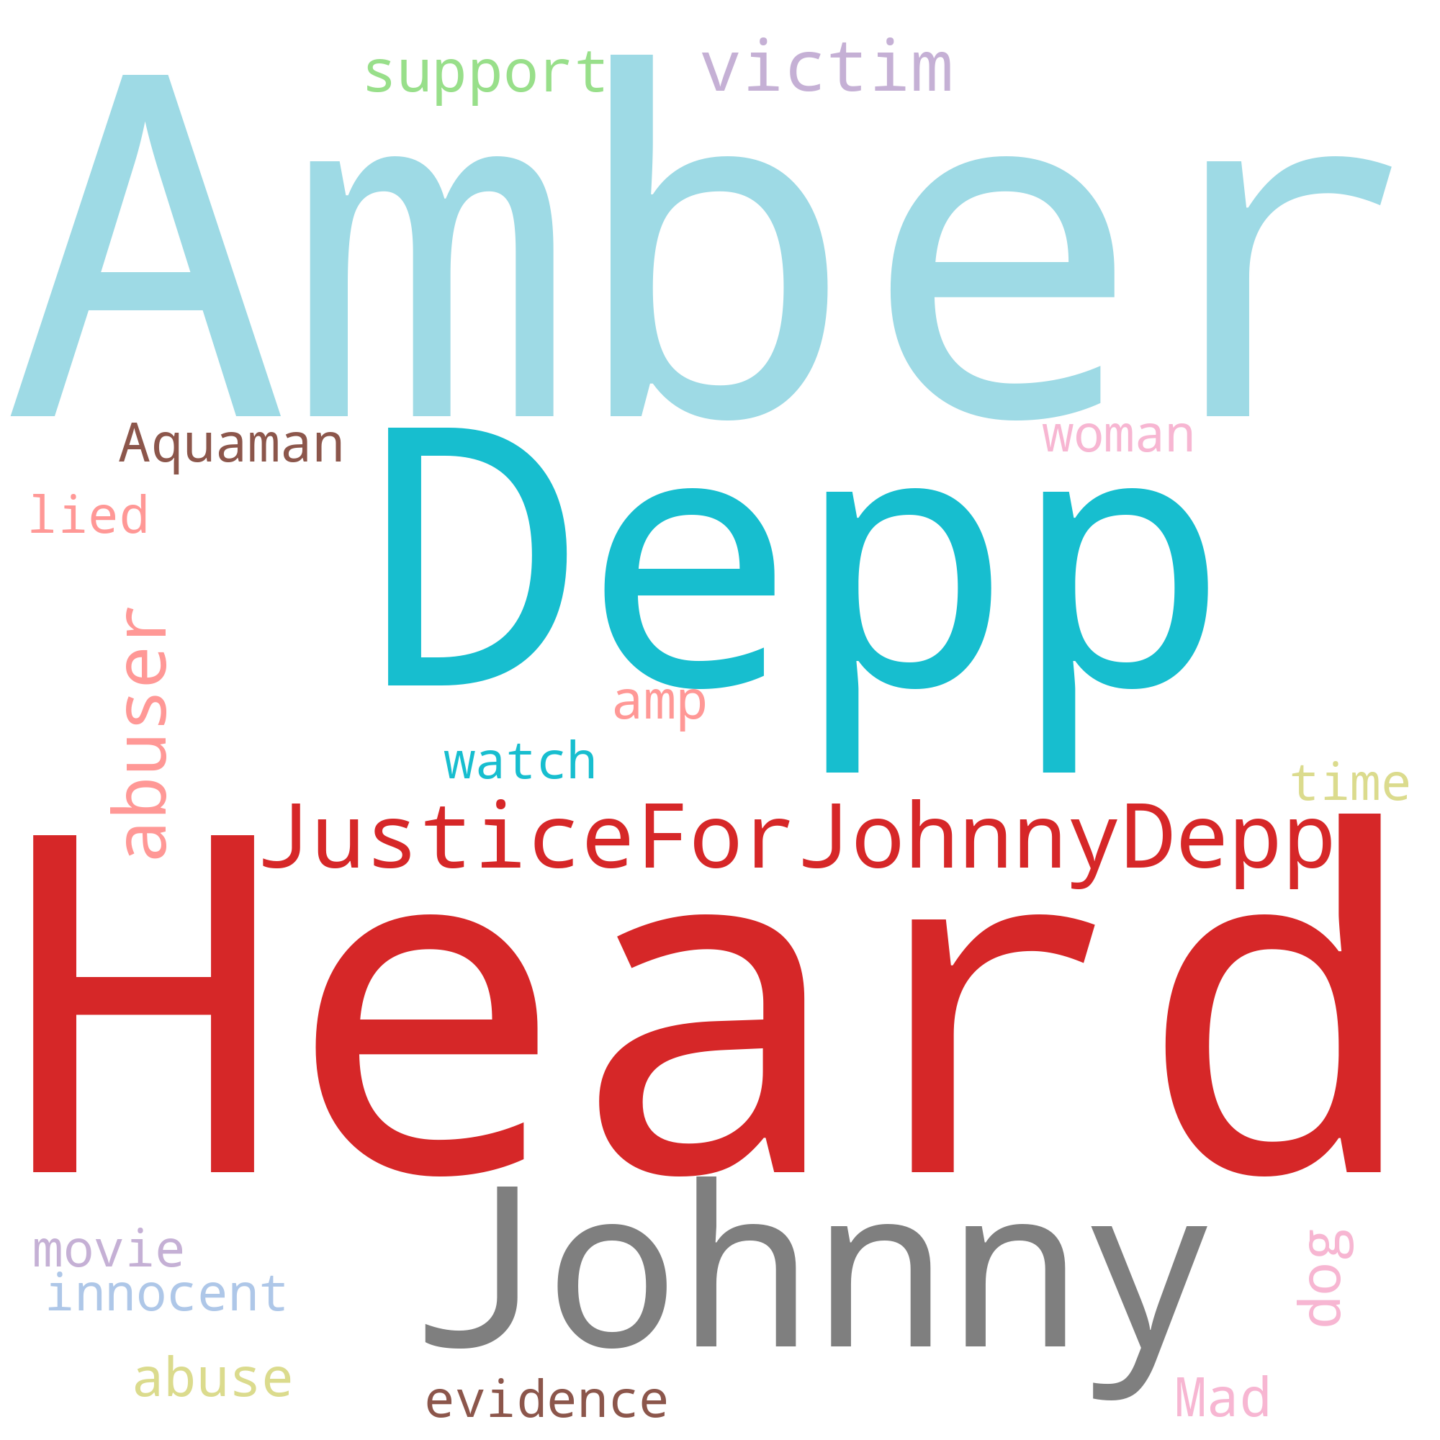 support victim
Amber
Aquaman
woman
Depp
lied
abuser
amp
watch
time
JusticeForJohnnyDepp
Heard
Johnny
movie
dog
innocent
abuse
evidence
Mad